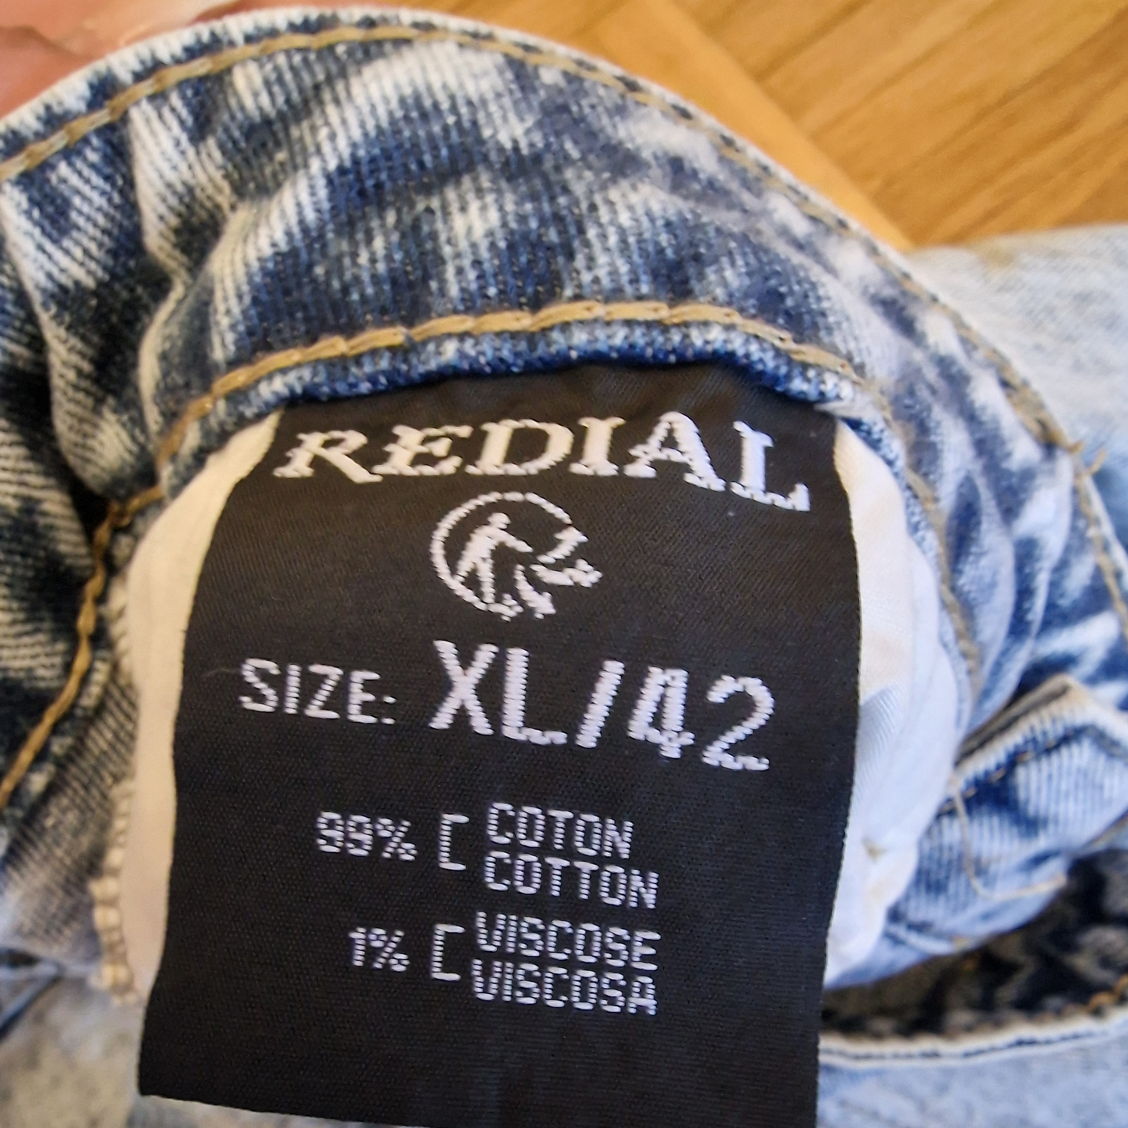 REDIAL
SIZE: XL/42
99% [ COTON
COTTON
1% [ VISCOSE
VISCOSA